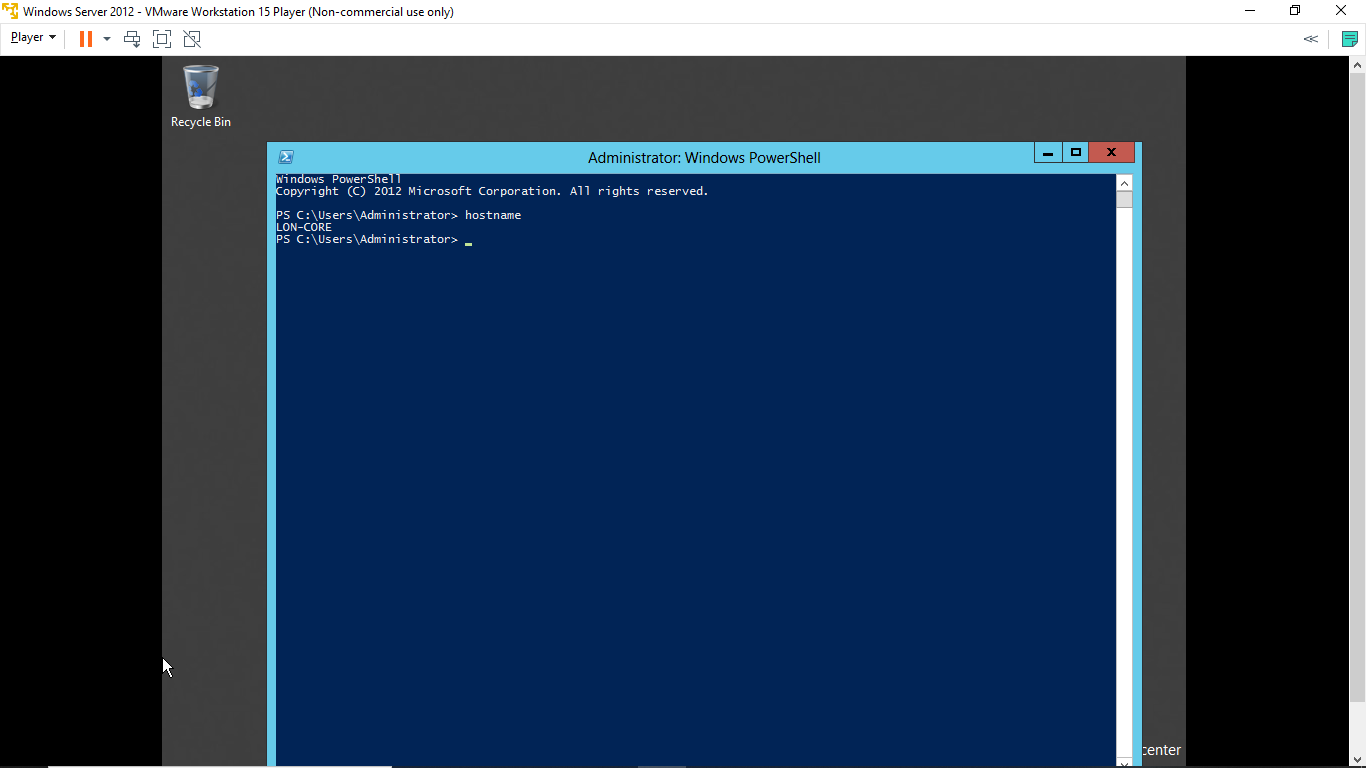 Windows Server 2012 - VMware Workstation 15 Player (Non-commercial use only)
Player
Recycle Bin
Administrator: Windows PowerShell
Windows PowerShell
Copyright (C) 2012 Microsoft Corporation. All rights reserved.
PS C:\Users\Administrator> hostname
LON-CORE
PS C:\Users\Administrator> _
center